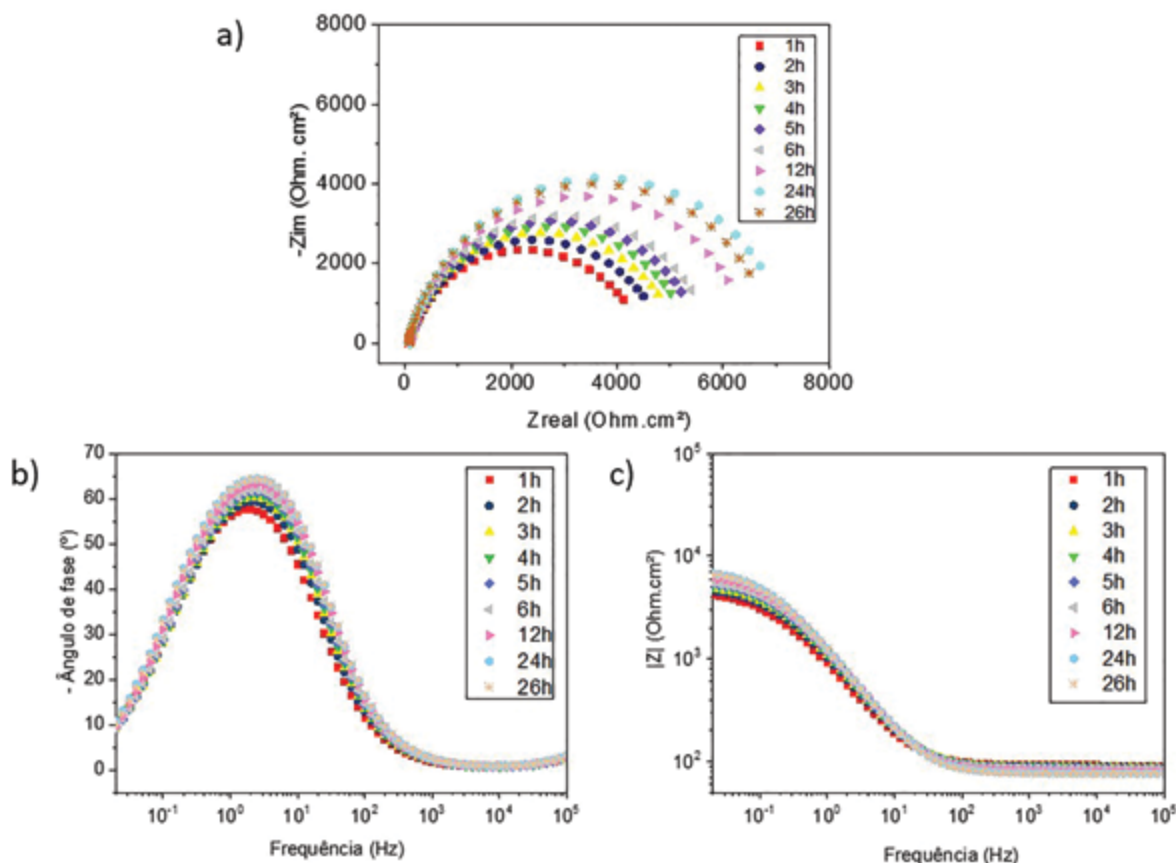 a)
8000
6000
4000
2000
0
-Zim (Ohm. cm²)
0 2000 4000 6000 8000
Zreal (Ohm.cm²)
1h
2h
3h
4h
5h
6h
12h
24h
26h
b)
70
60
50
40
30
20
10
0
- Ângulo de fase (°)
10⁻¹ 10⁰ 10¹ 10² 10³ 10⁴ 10⁵
Frequência (Hz)
1h
2h
3h
4h
5h
6h
12h
24h
26h
c)
10⁵
10⁴
10³
10²
|Z| (Ohm.cm²)
10⁻¹ 10⁰ 10¹ 10² 10³ 10⁴ 10⁵
Frequência (Hz)
1h
2h
3h
4h
5h
6h
12h
24h
26h